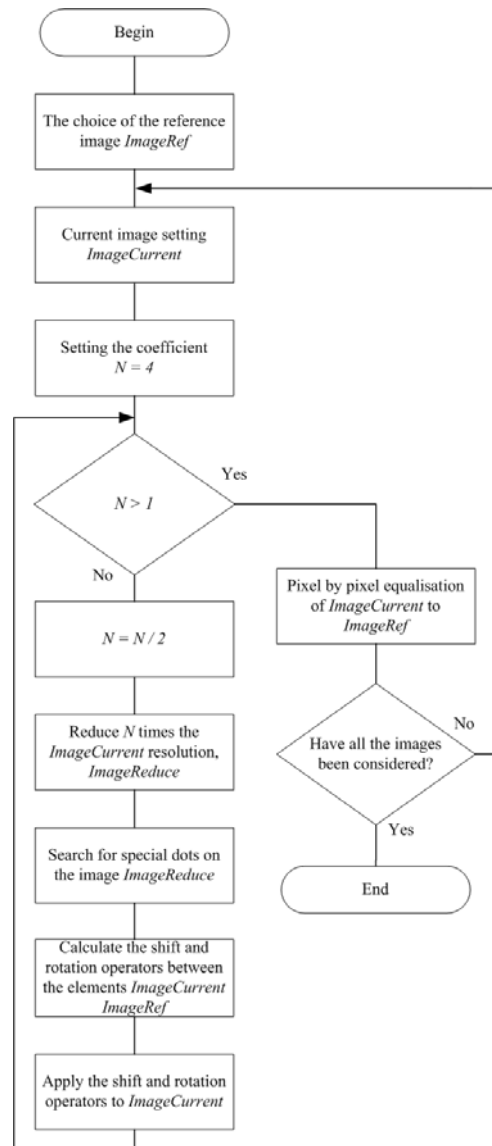 Begin
The choice of the reference
image ImageRef
Current image setting
ImageCurrent
Setting the coefficient
N = 4
Yes
N > 1
No
N = N / 2
Pixel by pixel equalisation
of ImageCurrent to
ImageRef
Reduce N times the
ImageCurrent resolution,
ImageReduce
No
Have all the images
been considered?
Yes
Search for special dots on
the image ImageReduce
End
Calculate the shift and
rotation operators between
the elements ImageCurrent
ImageRef
Apply the shift and rotation
operators to ImageCurrent